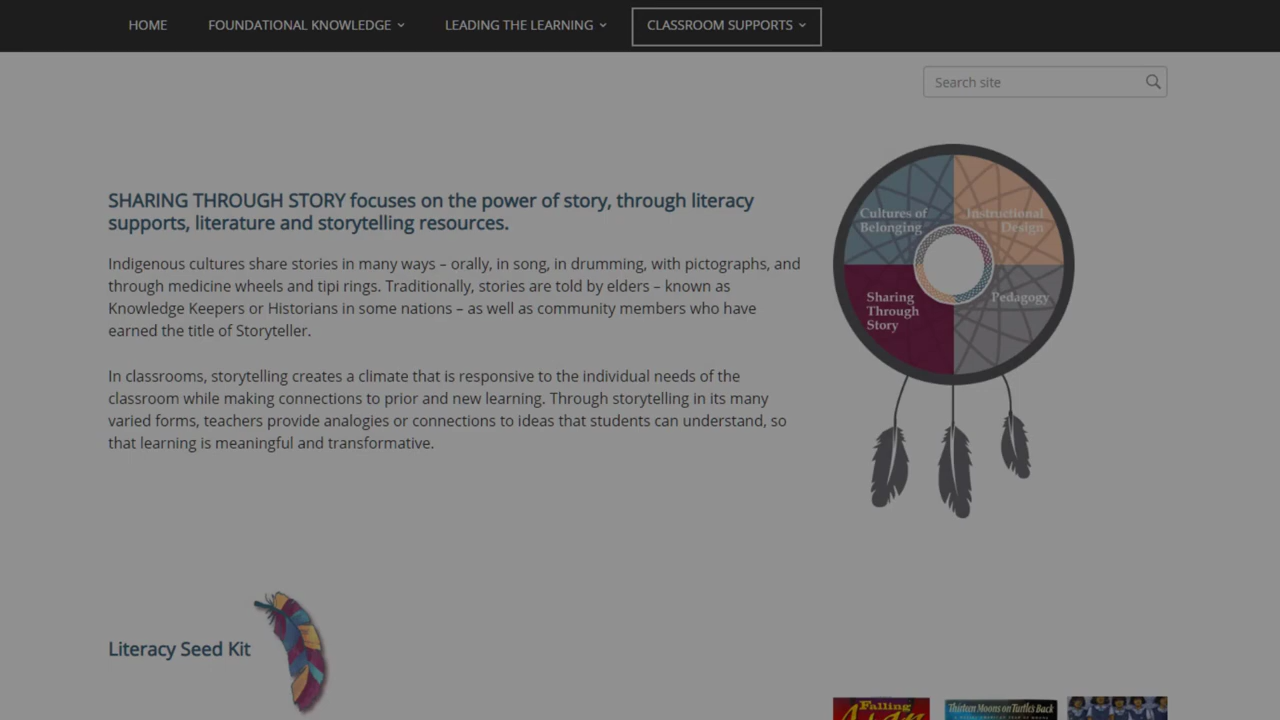 HOME FOUNDATIONAL KNOWLEDGE LEADING THE LEARNING CLASSROOM SUPPORTS
Search site
SHARING THROUGH STORY focuses on the power of story, through literacy
supports, literature and storytelling resources.
Indigenous cultures share stories in many ways – orally, in song, in drumming, with pictographs, and
through medicine wheels and tipi rings. Traditionally, stories are told by elders – known as
Knowledge Keepers or Historians in some nations – as well as community members who have
earned the title of Storyteller.
In classrooms, storytelling creates a climate that is responsive to the individual needs of the
classroom while making connections to prior and new learning. Through storytelling in its many
varied forms, teachers provide analogies or connections to ideas that students can understand, so
that learning is meaningful and transformative.
Cultures of
Belonging
Instructional
Design
Sharing
Through
Story
Pedagogy
Literacy Seed Kit
Falling
Thirteen Moons on Turtle's Back